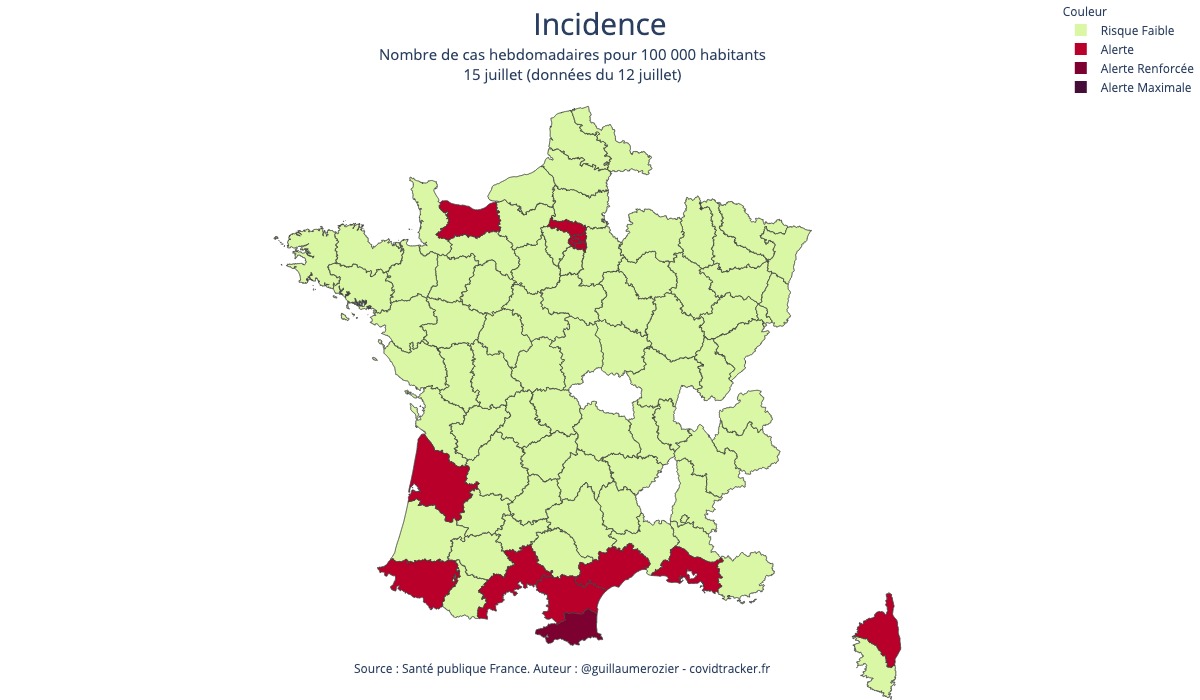 Incidence
Nombre de cas hebdomadaires pour 100 000 habitants
15 juillet (données du 12 juillet)
Couleur
Risque Faible
Alerte
Alerte Renforcée
Alerte Maximale
Source : Santé publique France. Auteur : @guillaumerozier - covidtracker.fr